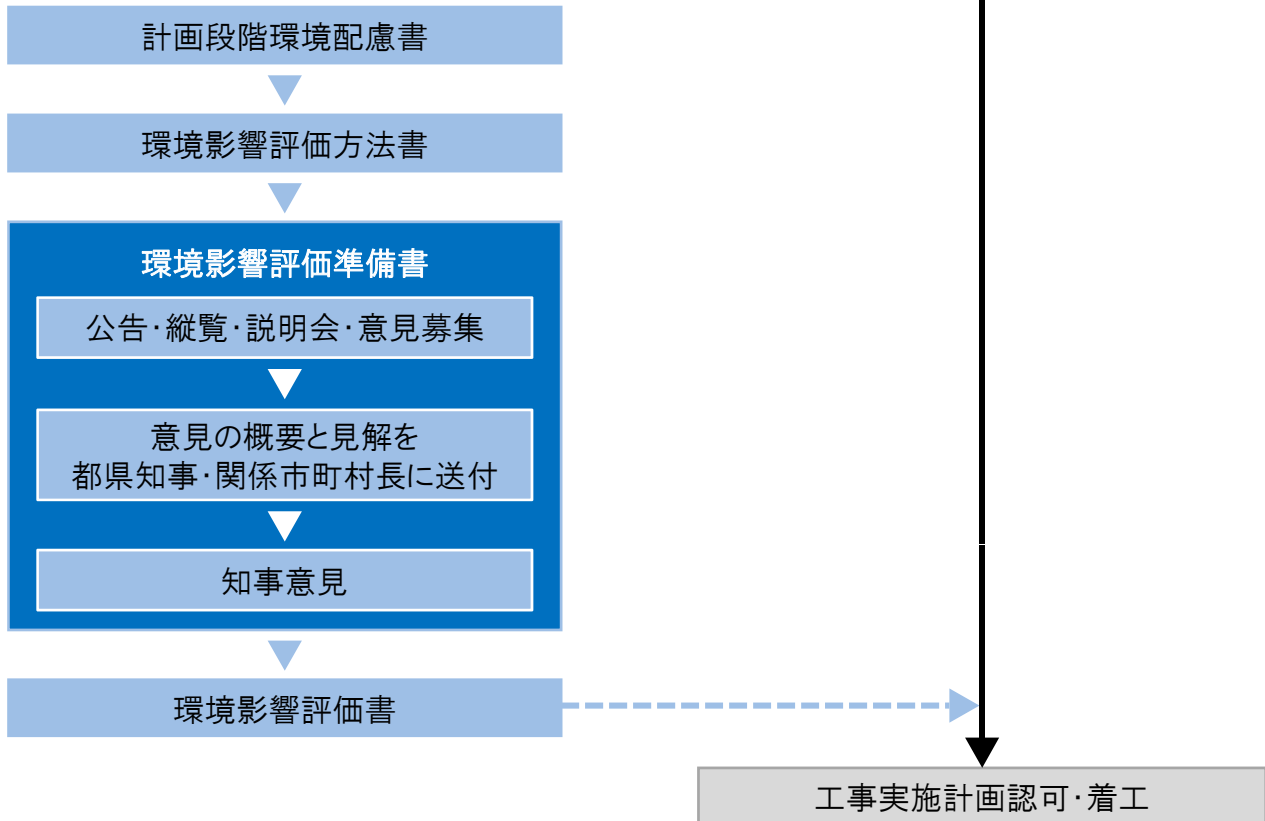 計画段階環境配慮書
環境影響評価方法書
環境影響評価準備書
公告・縦覧・説明会・意見募集
意見の概要と見解を
都県知事・関係市町村長に送付
知事意見
環境影響評価書
工事実施計画認可・着工